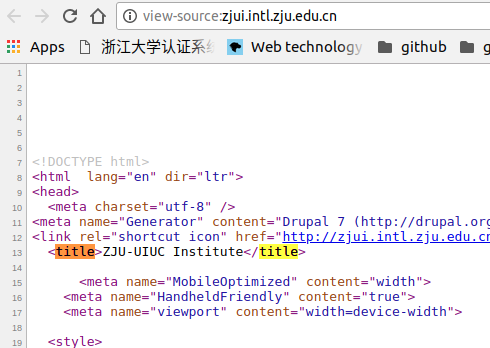 view-source:zjui.intl.zju.edu.cn
Apps 浙江大学认证系统 Web technology github g
1
2
3
4
5
6
7 <!DOCTYPE html>
8 <html  lang="en" dir="ltr">
9 <head>
10   <meta charset="utf-8" />
11 <meta name="Generator" content="Drupal 7 (http://drupal.org
12 <link rel="shortcut icon" href="http://zjui.intl.zju.edu.cn
13   <title>ZJU-UIUC Institute</title>
14
15       <meta name="MobileOptimized" content="width">
16     <meta name="HandheldFriendly" content="true">
17     <meta name="viewport" content="width=device-width">
18
19   <style>